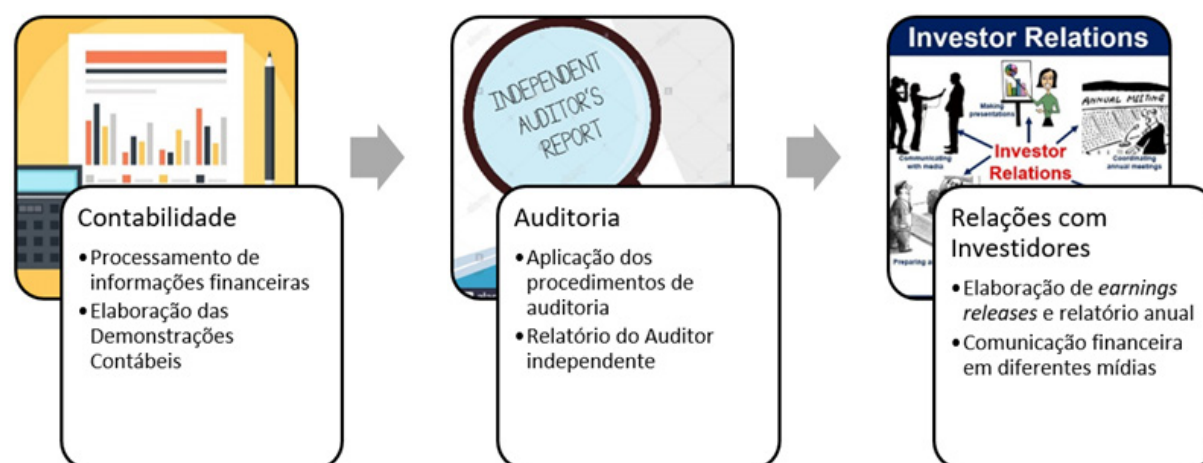 Contabilidade
•Processamento de
informações financeiras
•Elaboração das
Demonstrações
Contábeis
INDEPENDENT
AUDITOR'S
REPORT
Auditoria
•Aplicação dos
procedimentos de
auditoria
•Relatório do Auditor
independente
Investor Relations
Making
presentations
ANNUAL MEETING
Communicating
with media
Investor
Relations
Coordinating
annual meetings
Preparing
Relações com
Investidores
•Elaboração de earnings
releases e relatório anual
•Comunicação financeira
em diferentes mídias